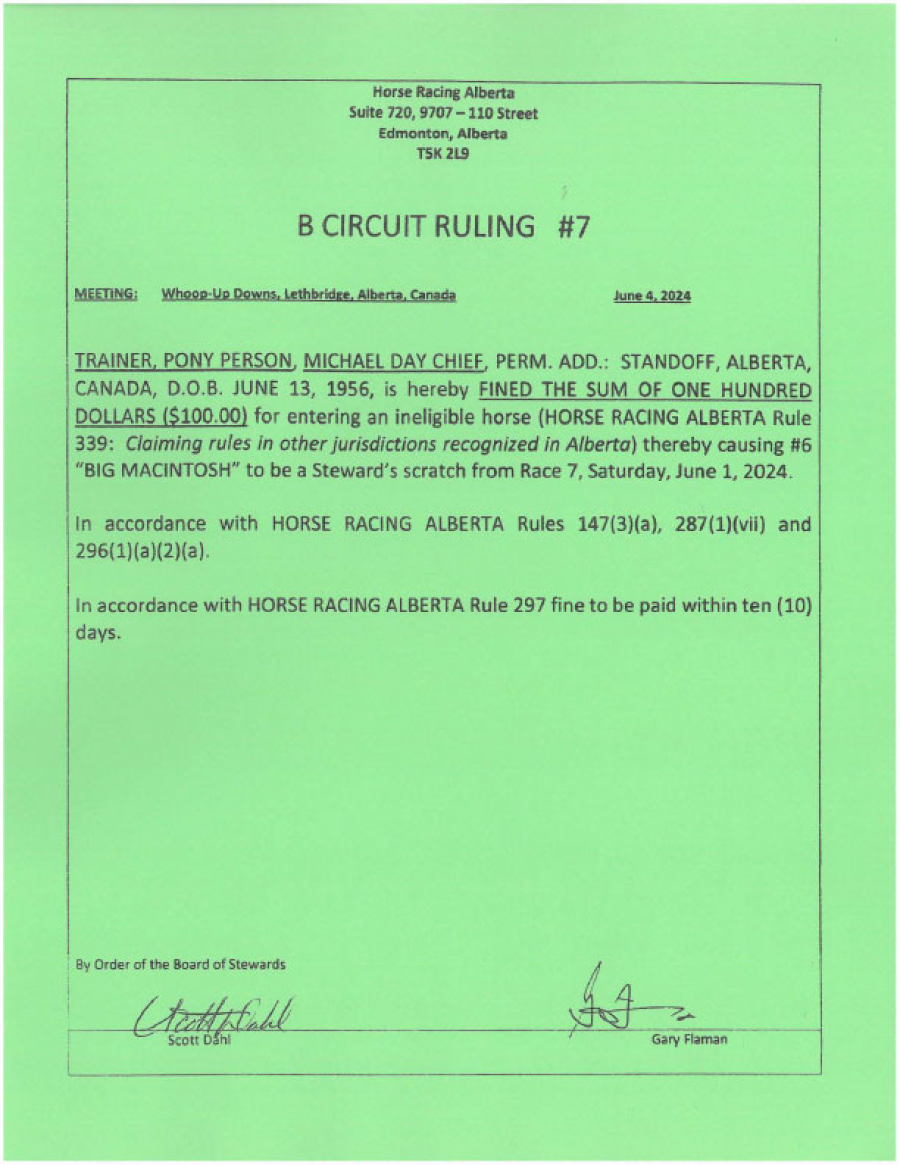 Horse Racing Alberta
Suite 720, 9707 – 110 Street
Edmonton, Alberta
T5K 2L9
B CIRCUIT RULING #7
MEETING: Whoop-Up Downs, Lethbridge, Alberta, Canada June 4, 2024
TRAINER, PONY PERSON, MICHAEL DAY CHIEF, PERM. ADD.: STANDOFF, ALBERTA,
CANADA, D.O.B. JUNE 13, 1956, is hereby FINED THE SUM OF ONE HUNDRED
DOLLARS ($100.00) for entering an ineligible horse (HORSE RACING ALBERTA Rule
339: Claiming rules in other jurisdictions recognized in Alberta) thereby causing #6
“BIG MACINTOSH” to be a Steward’s scratch from Race 7, Saturday, June 1, 2024.
In accordance with HORSE RACING ALBERTA Rules 147(3)(a), 287(1)(vii) and
296(1)(a)(2)(a).
In accordance with HORSE RACING ALBERTA Rule 297 fine to be paid within ten (10)
days.
By Order of the Board of Stewards
Scott Dahl
Scott Dahl Gary Flaman